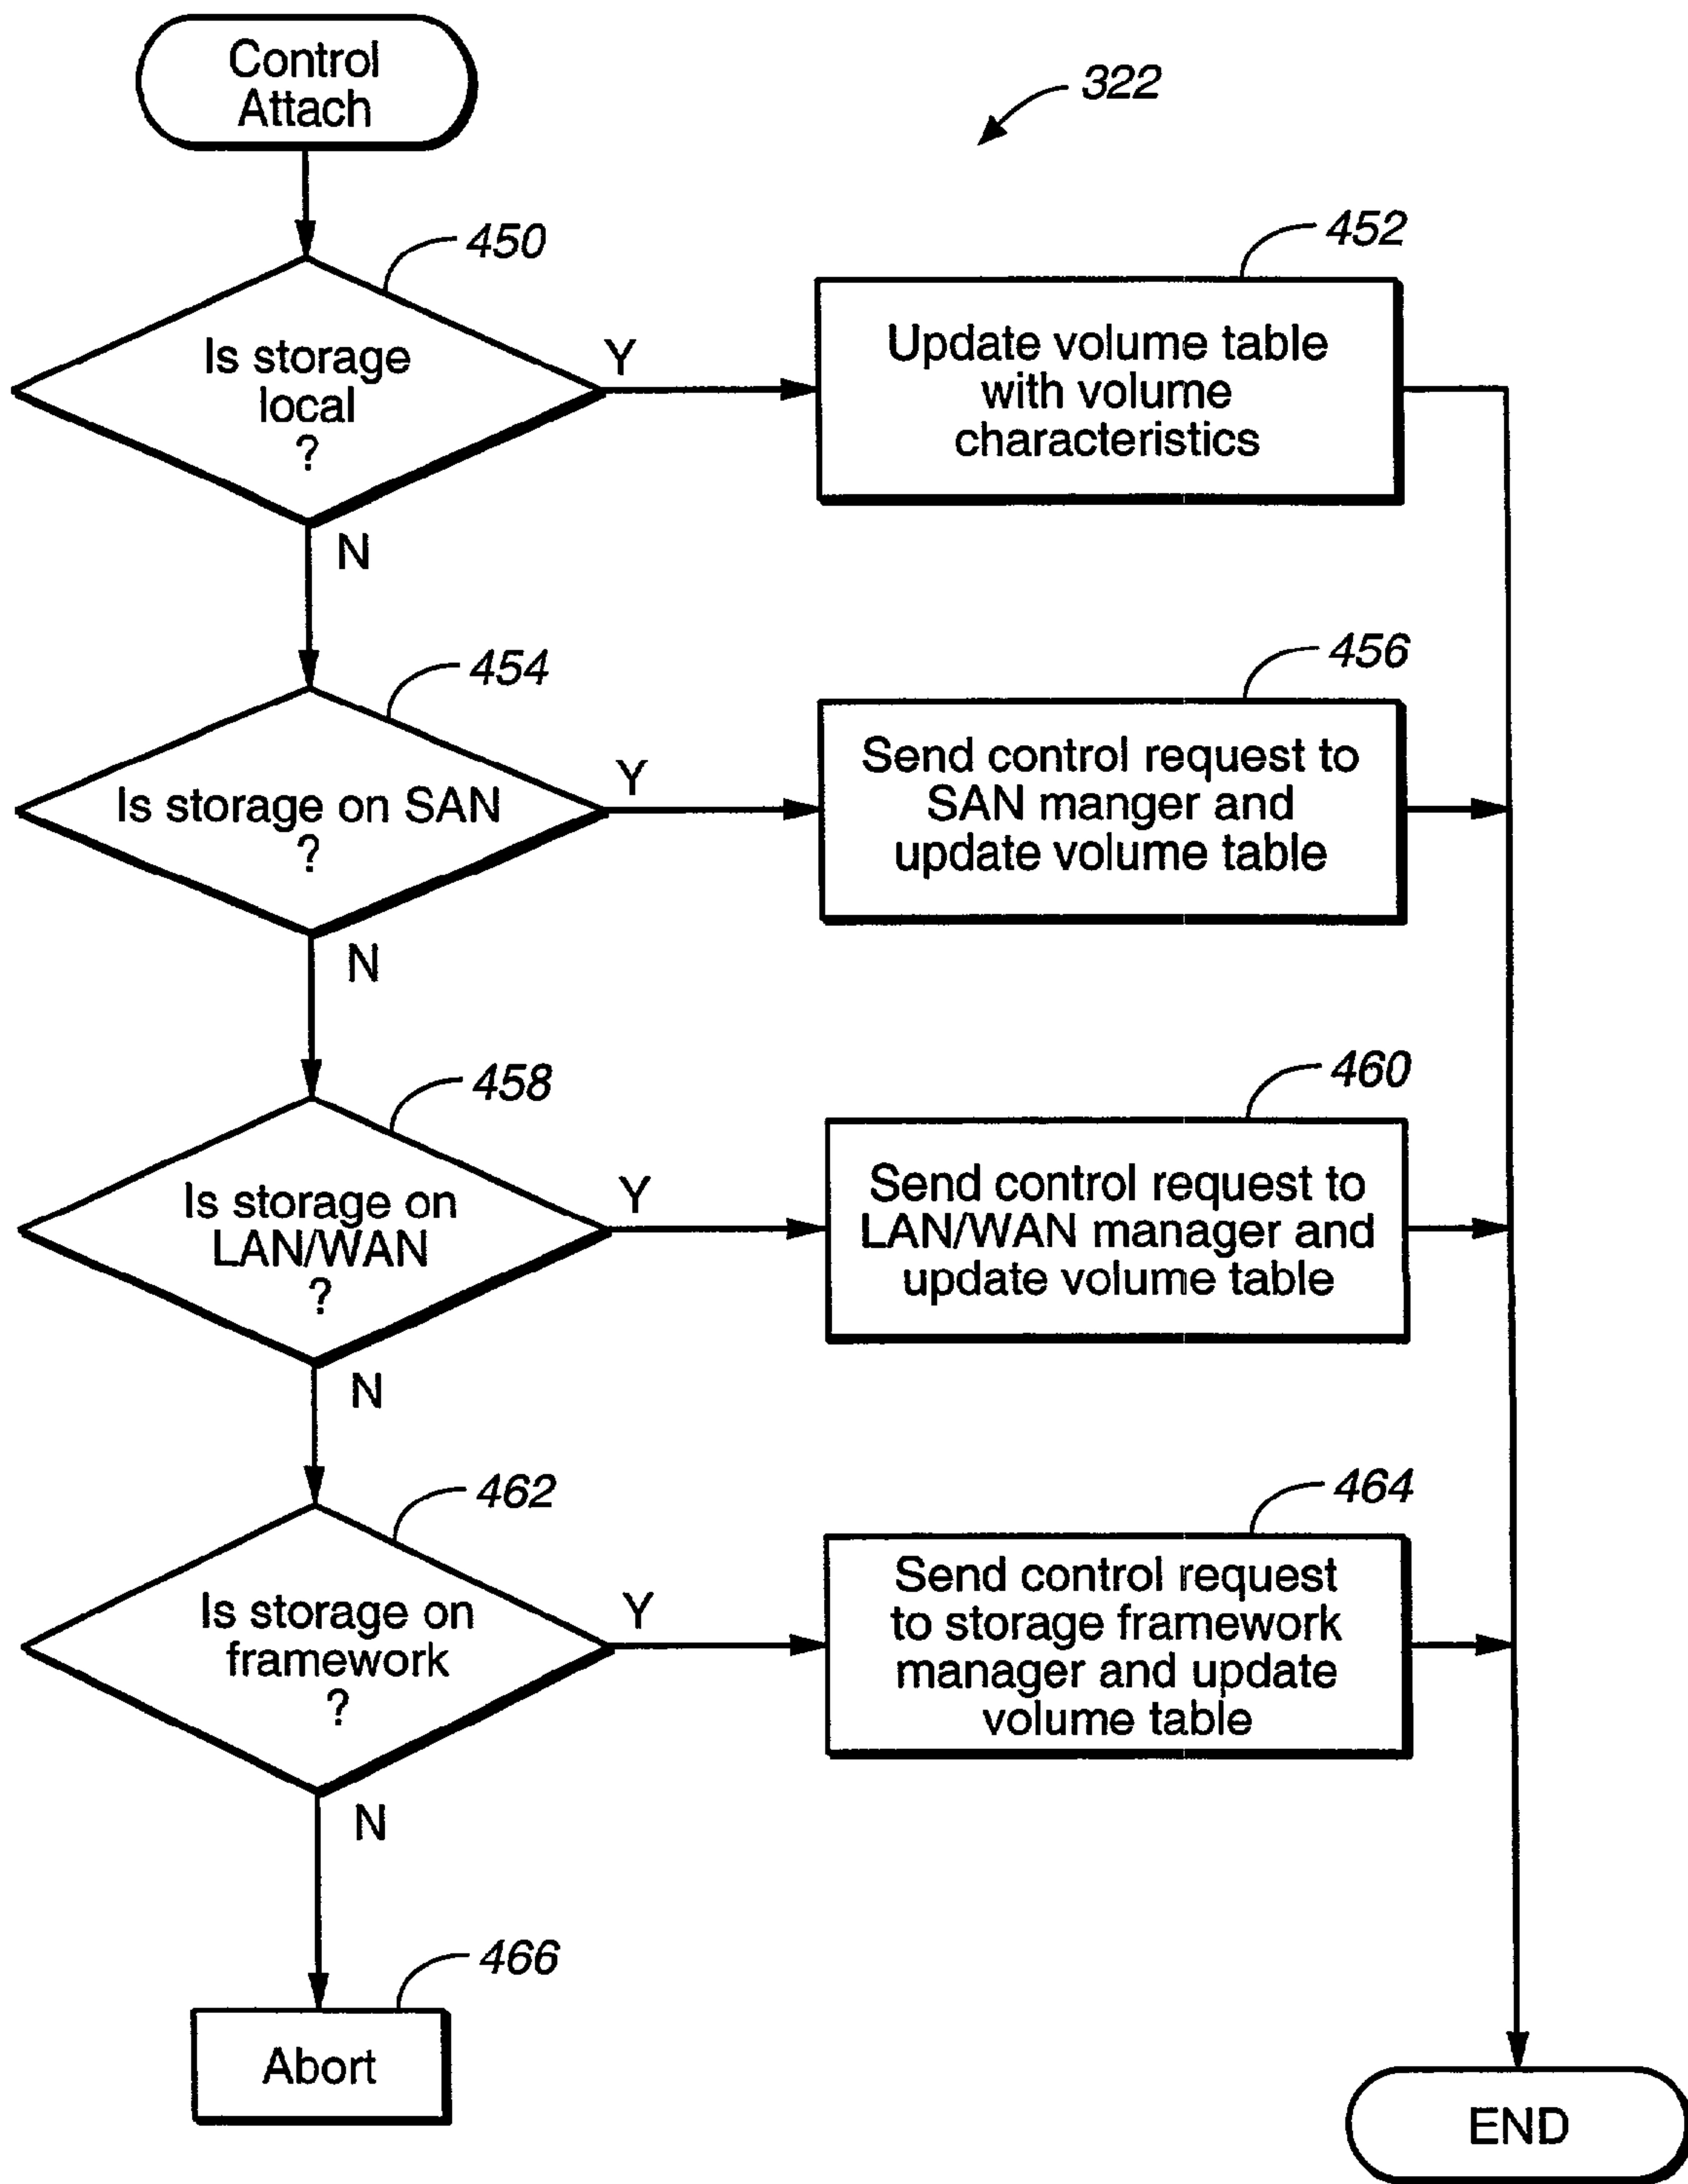 Control
Attach
322
450
Is storage
local
?
Y
N
452
Update volume table
with volume
characteristics
454
Is storage on SAN
?
Y
N
456
Send control request to
SAN manger and
update volume table
458
Is storage on
LAN/WAN
?
Y
N
460
Send control request to
LAN/WAN manager and
update volume table
462
Is storage on
framework
?
Y
N
464
Send control request
to storage framework
manager and update
volume table
466
Abort
END